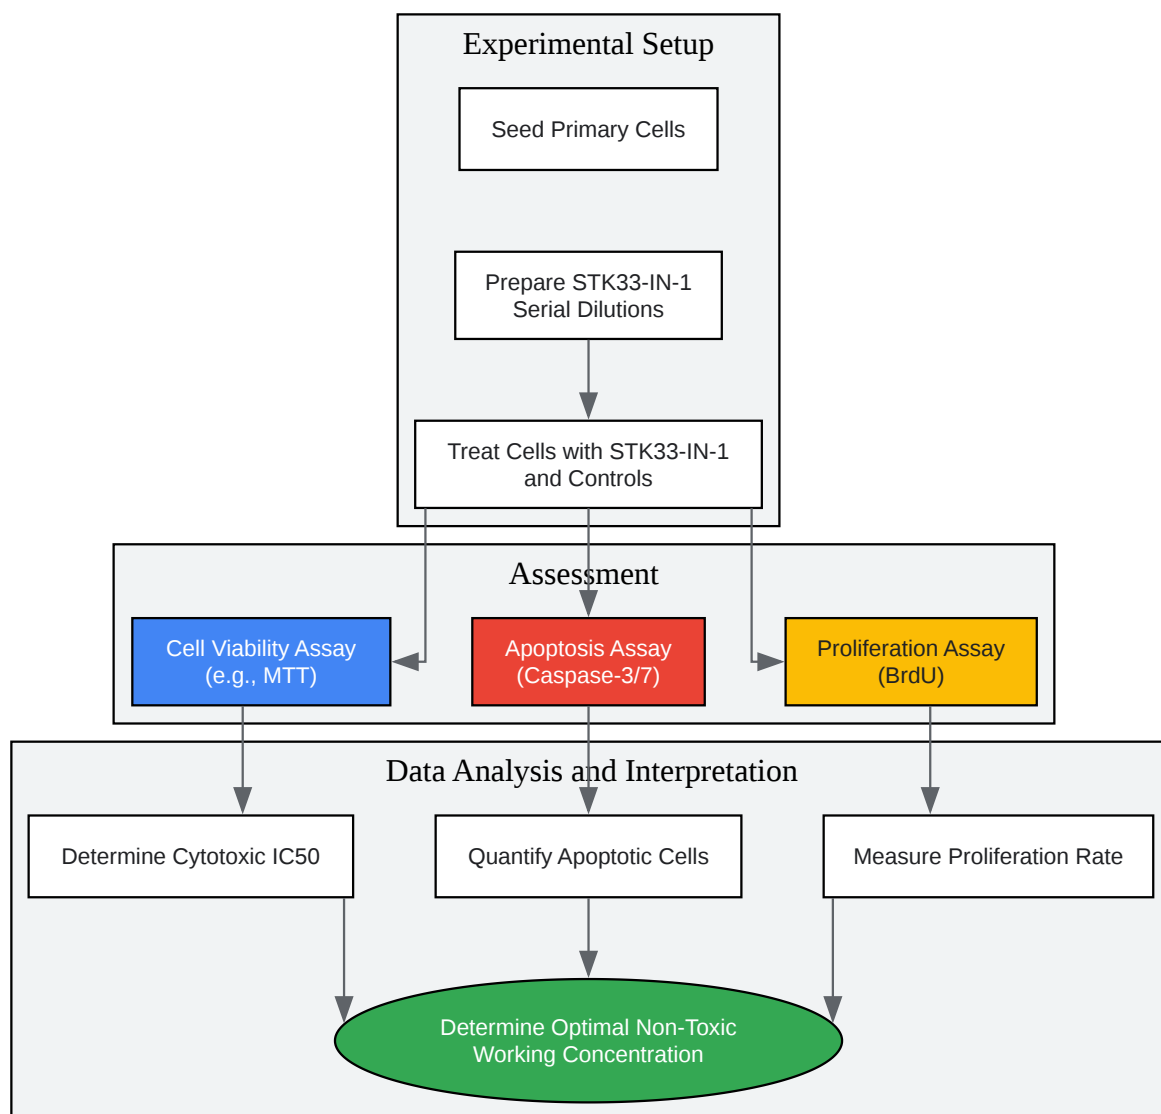 Experimental Setup
Seed Primary Cells
Prepare STK33-IN-1
Serial Dilutions
Treat Cells with STK33-IN-1
and Controls
Assessment
Cell Viability Assay
(e.g., MTT)
Apoptosis Assay
(Caspase-3/7)
Proliferation Assay
(BrdU)
Data Analysis and Interpretation
Determine Cytotoxic IC50
Quantify Apoptotic Cells
Measure Proliferation Rate
Determine Optimal Non-Toxic
Working Concentration